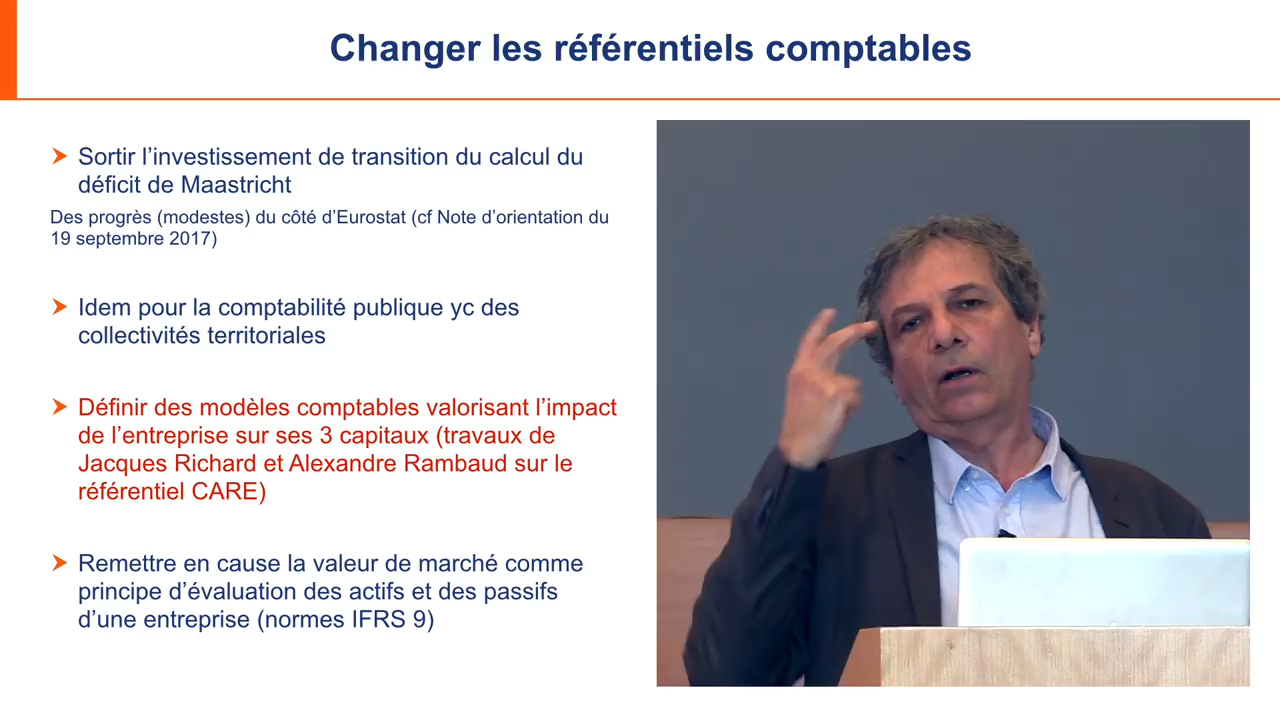 Changer les référentiels comptables
Sortir l’investissement de transition du calcul du
déficit de Maastricht
Des progrès (modestes) du côté d’Eurostat (cf Note d’orientation du
19 septembre 2017)
Idem pour la comptabilité publique yc des
collectivités territoriales
Définir des modèles comptables valorisant l’impact
de l’entreprise sur ses 3 capitaux (travaux de
Jacques Richard et Alexandre Rambaud sur le
référentiel CARE)
Remettre en cause la valeur de marché comme
principe d’évaluation des actifs et des passifs
d’une entreprise (normes IFRS 9)